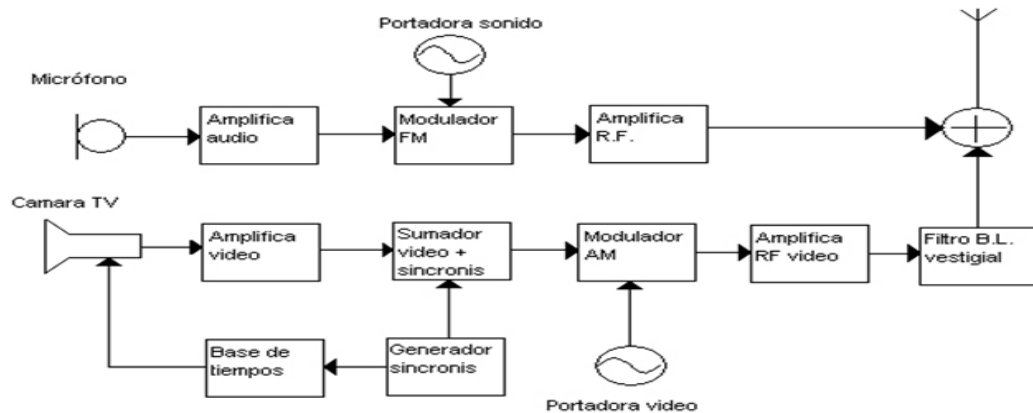 Portadora sonido
Micrófono
Amplifica
audio
Modulador
FM
Amplifica
R.F.
Camara TV
Amplifica
video
Sumador
video +
sincronis
Modulador
AM
Amplifica
RF video
Filtro B.L.
vestigial
Base de
tiempos
Generador
sincronis
Portadora video